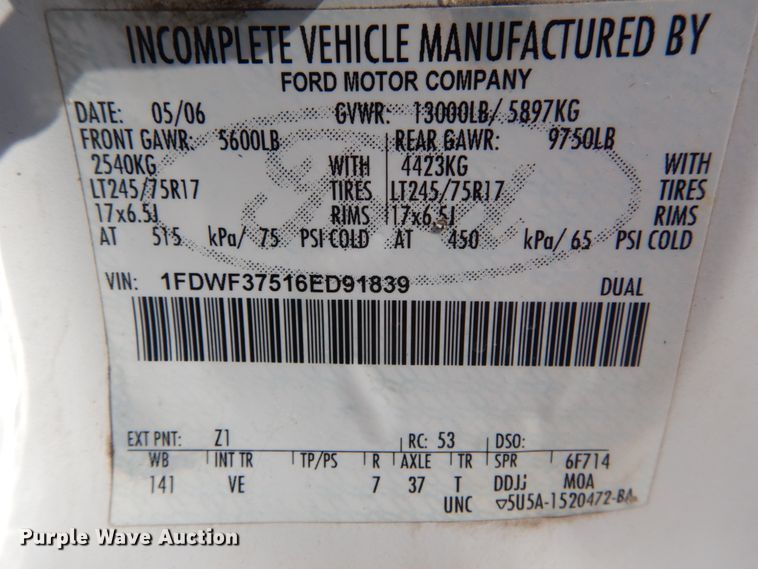 INCOMPLETE VEHICLE MANUFACTURED BY
FORD MOTOR COMPANY
DATE: 05/06 GVWR: 13000LB/ 5897KG
FRONT GAWR: 5600LB REAR GAWR: 9750LB
2540KG WITH 4423KG WITH
LT245/75R17 TIRES LT245/75R17 TIRES
17x6.5J RIMS 17x6.5J RIMS
AT 515 kPa/ 75 PSI COLD AT 450 kPa/ 65 PSI COLD
VIN: 1FDWF37516ED91839 DUAL
EXT PNT: Z1 RC: 53 DSO:
WB INT TR TP/PS R AXLE TR SPR 6F714
141 VE 7 37 T DDJJ MOA
UNC ▽5U5A-1520472-BA
Purple Wave Auction